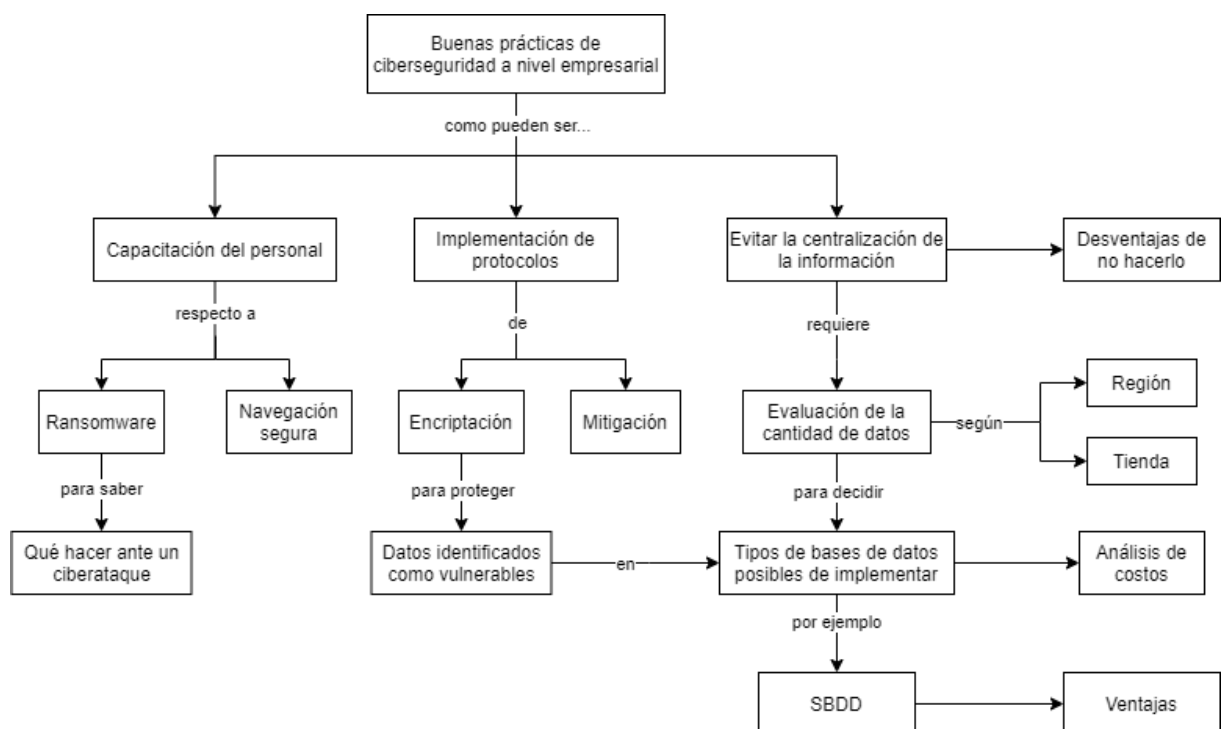 Buenas prácticas de
ciberseguridad a nivel empresarial
como pueden ser...
Capacitación del personal
Implementación de
protocolos
Evitar la centralización de
la información
Desventajas de
no hacerlo
respecto a
de
requiere
Ransomware
Navegación
segura
Encriptación
Mitigación
Evaluación de la
cantidad de datos
según
Región
Tienda
para saber
para proteger
para decidir
Qué hacer ante un
ciberataque
Datos identificados
como vulnerables
en
Tipos de bases de datos
posibles de implementar
Análisis de
costos
por ejemplo
SBDD
Ventajas